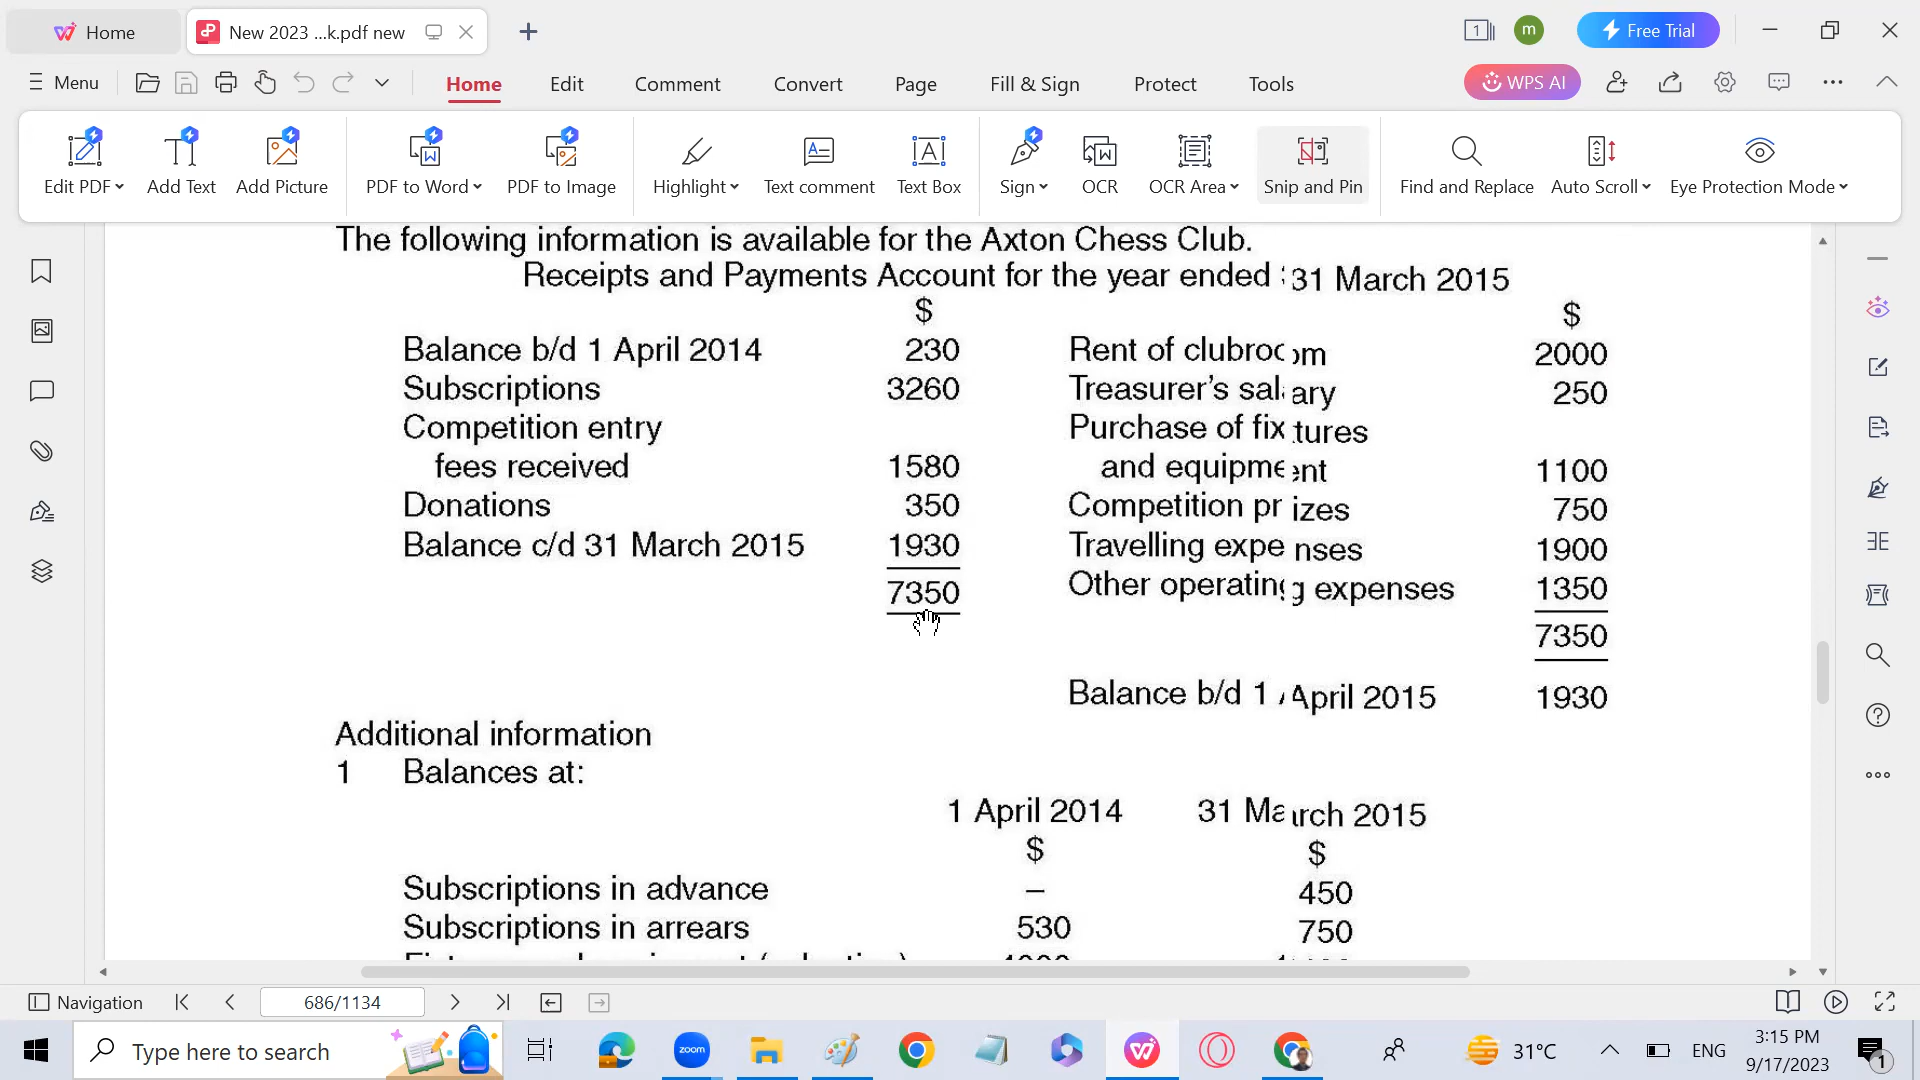 Home
New 2023 ...k.pdf new
1
m
Free Trial
Menu
Home
Edit
Comment
Convert
Page
Fill & Sign
Protect
Tools
WPS AI
Edit PDF
Add Text
Add Picture
PDF to Word
PDF to Image
Highlight
Text comment
Text Box
Sign
OCR
OCR Area
Snip and Pin
Find and Replace
Auto Scroll
Eye Protection Mode
The following information is available for the Axton Chess Club.
Receipts and Payments Account for the year ended 31 March 2015
$ $
Balance b/d 1 April 2014 230 Rent of clubroom 2000
Subscriptions 3260 Treasurer's salary 250
Competition entry Purchase of fixtures
fees received 1580 and equipment 1100
Donations 350 Competition prizes 750
Balance c/d 31 March 2015 1930 Travelling expenses 1900
7350 Other operating expenses 1350
7350
Balance b/d 1 April 2015 1930
Additional information
1 Balances at:
1 April 2014 31 March 2015
$ $
Subscriptions in advance – 450
Subscriptions in arrears 530 750
Navigation
686/1134
Type here to search
zoom
31°C
ENG
3:15 PM
9/17/2023
1